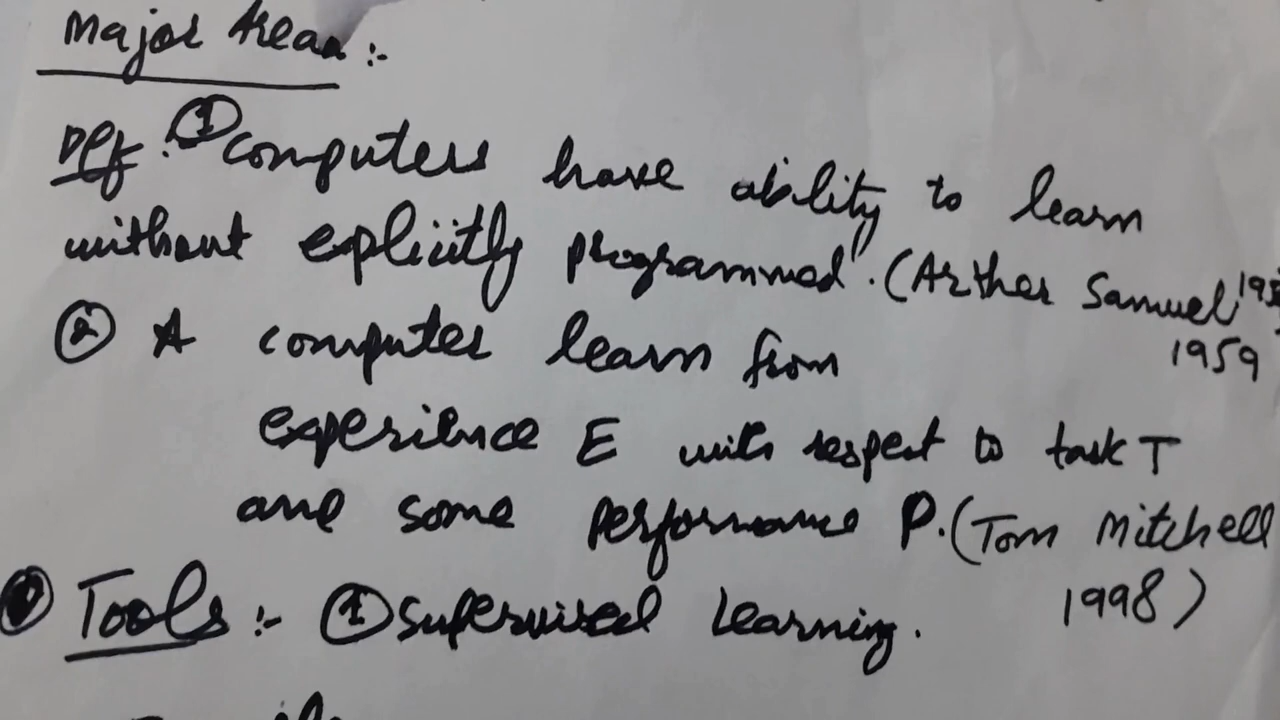 Major Area :-
Def : ① Computers have ability to learn
without explicitly programmed". (Arther Samuel
1959
② A computer learn from
experience E with respect to task T
and some performance P. (Tom Mitchell
1998)
Tools :- ① Supervised Learning.